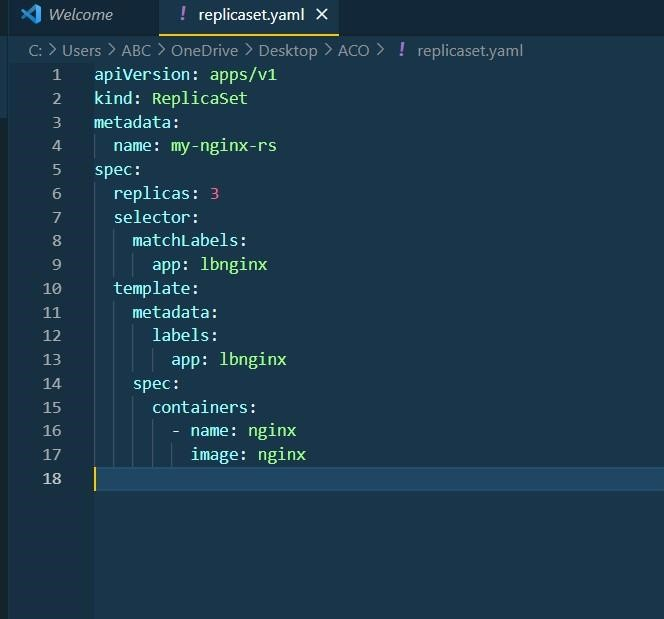 Welcome ! replicaset.yaml ×
C: > Users > ABC > OneDrive > Desktop > ACO > ! replicaset.yaml
1 apiVersion: apps/v1
2 kind: ReplicaSet
3 metadata:
4   name: my-nginx-rs
5 spec:
6   replicas: 3
7   selector:
8     matchLabels:
9       app: lbnginx
10   template:
11     metadata:
12       labels:
13         app: lbnginx
14     spec:
15       containers:
16         - name: nginx
17           image: nginx
18